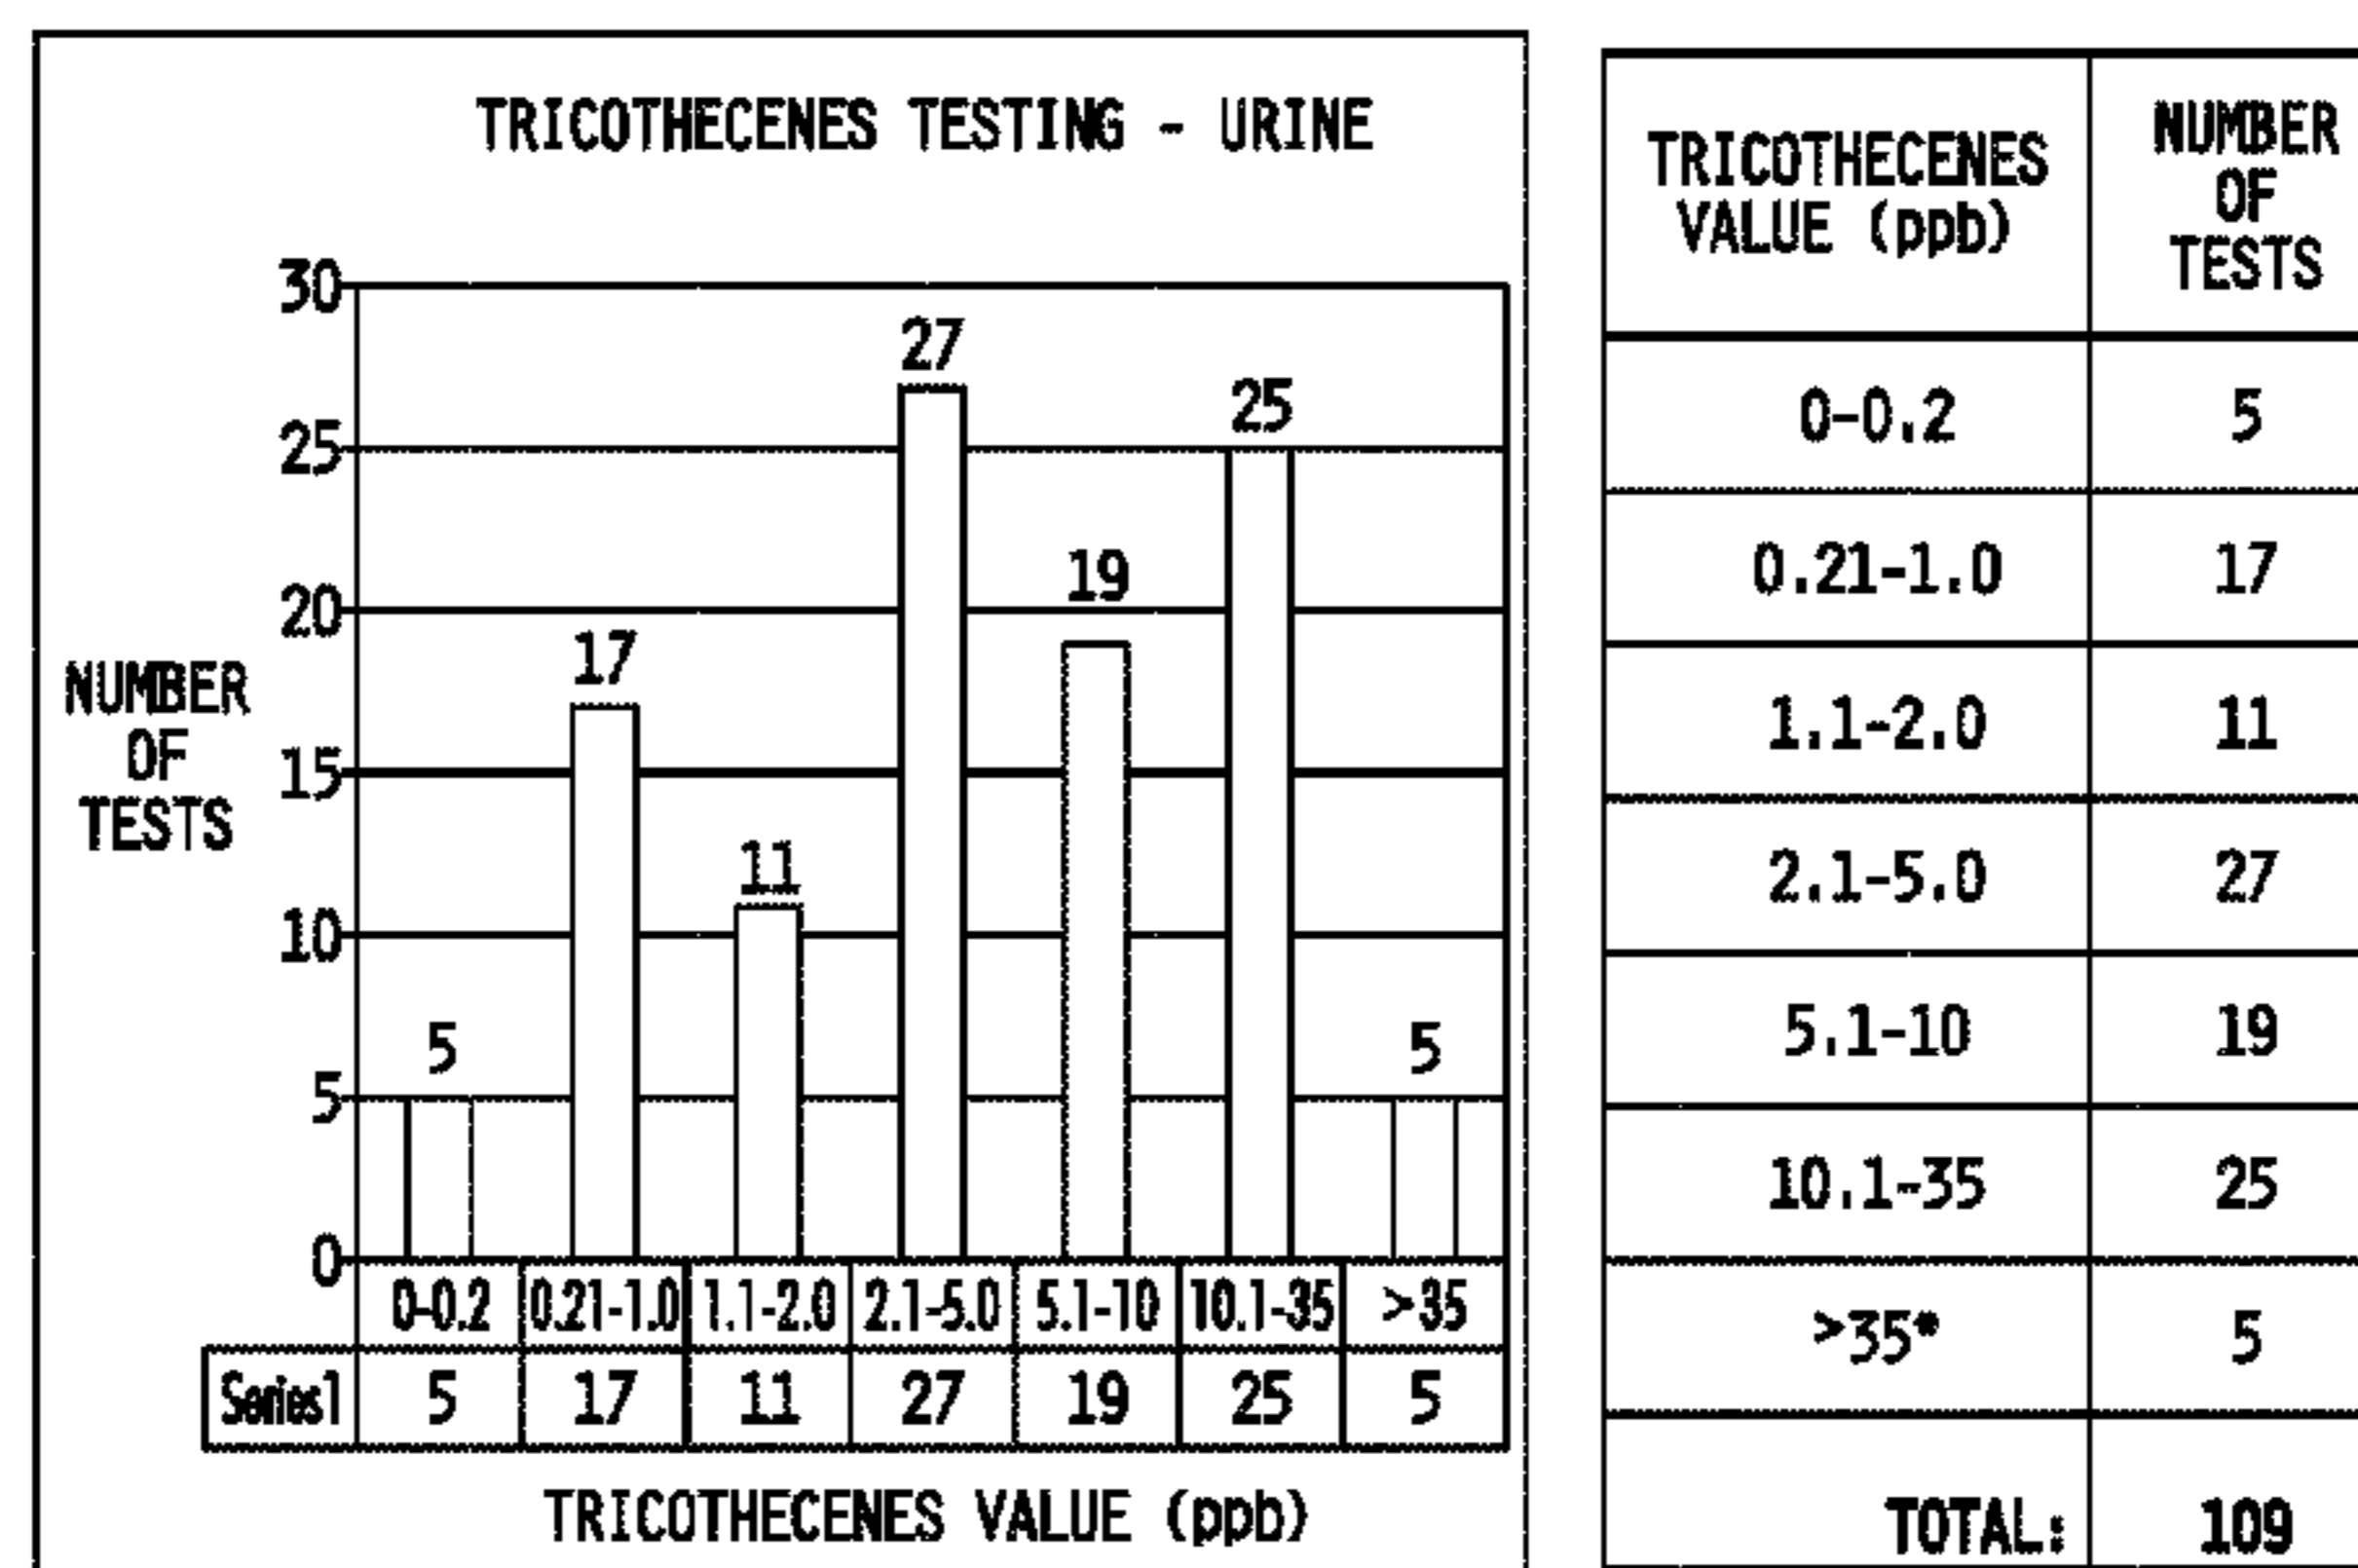 TRICOTHECENES TESTING - URINE
30
27
25
25
20
19
17
15
11
10
5
5
5
0
NUMBER
OF
TESTS
0-0.2 0.21-1.0 1.1-2.0 2.1-5.0 5.1-10 10.1-35 >35
Series1 5 17 11 27 19 25 5
TRICOTHECENES VALUE (ppb)
TRICOTHECENES
VALUE (ppb)
NUMBER
OF
TESTS
0-0.2 5
0.21-1.0 17
1.1-2.0 11
2.1-5.0 27
5.1-10 19
10.1-35 25
>35* 5
TOTAL: 109